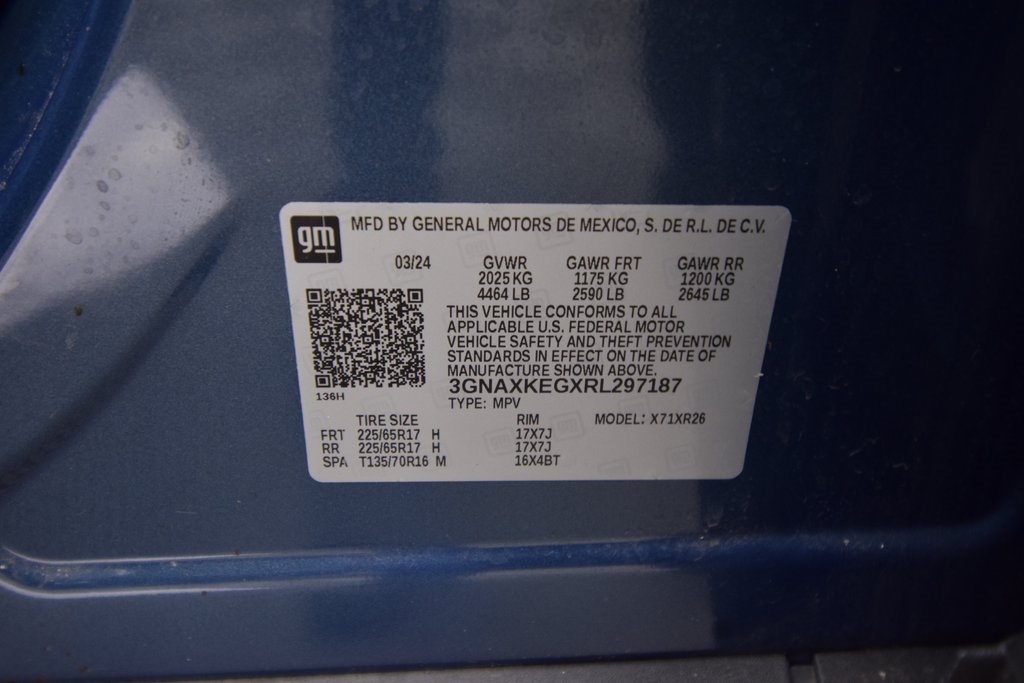 gm
MFD BY GENERAL MOTORS DE MEXICO, S. DE R.L. DE C.V.
03/24 GVWR GAWR FRT GAWR RR
2025 KG 1175 KG 1200 KG
4464 LB 2590 LB 2645 LB
THIS VEHICLE CONFORMS TO ALL
APPLICABLE U.S. FEDERAL MOTOR
VEHICLE SAFETY AND THEFT PREVENTION
STANDARDS IN EFFECT ON THE DATE OF
MANUFACTURE SHOWN ABOVE.
3GNAXKEGXRL297187
136H
TYPE: MPV
TIRE SIZE RIM MODEL: X71XR26
FRT 225/65R17 H 17X7J
RR 225/65R17 H 17X7J
SPA T135/70R16 M 16X4BT